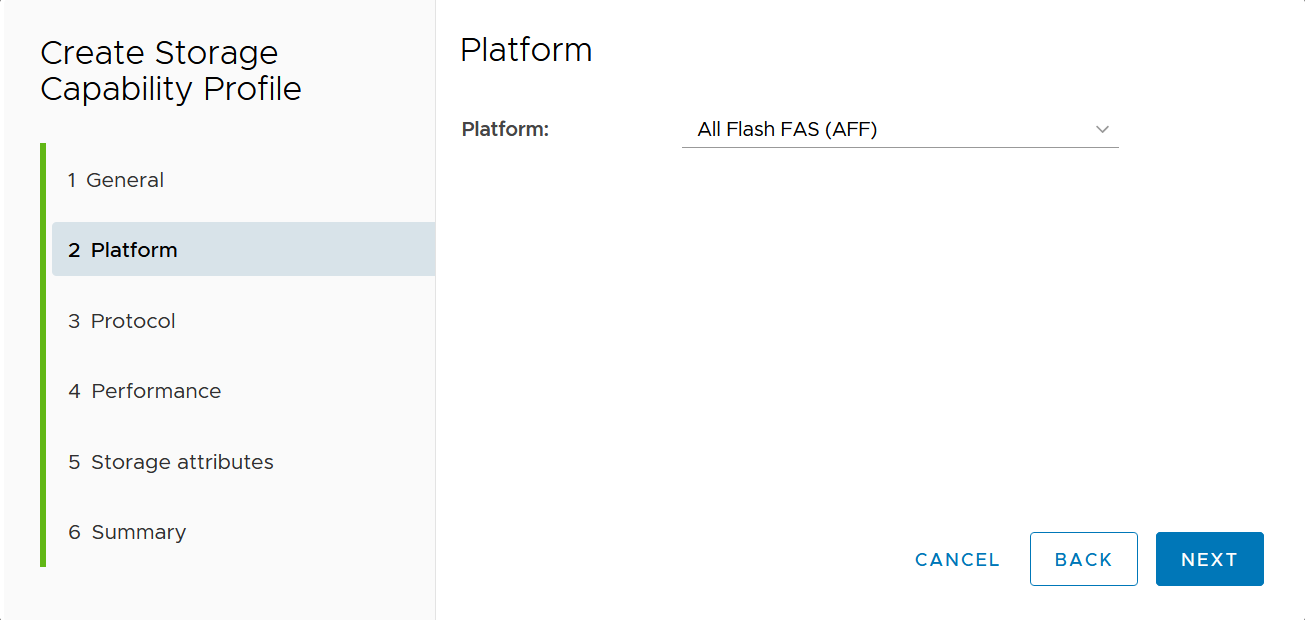 Create Storage
Capability Profile
1 General
2 Platform
3 Protocol
4 Performance
5 Storage attributes
6 Summary
Platform
Platform:
All Flash FAS (AFF)
CANCEL
BACK
NEXT